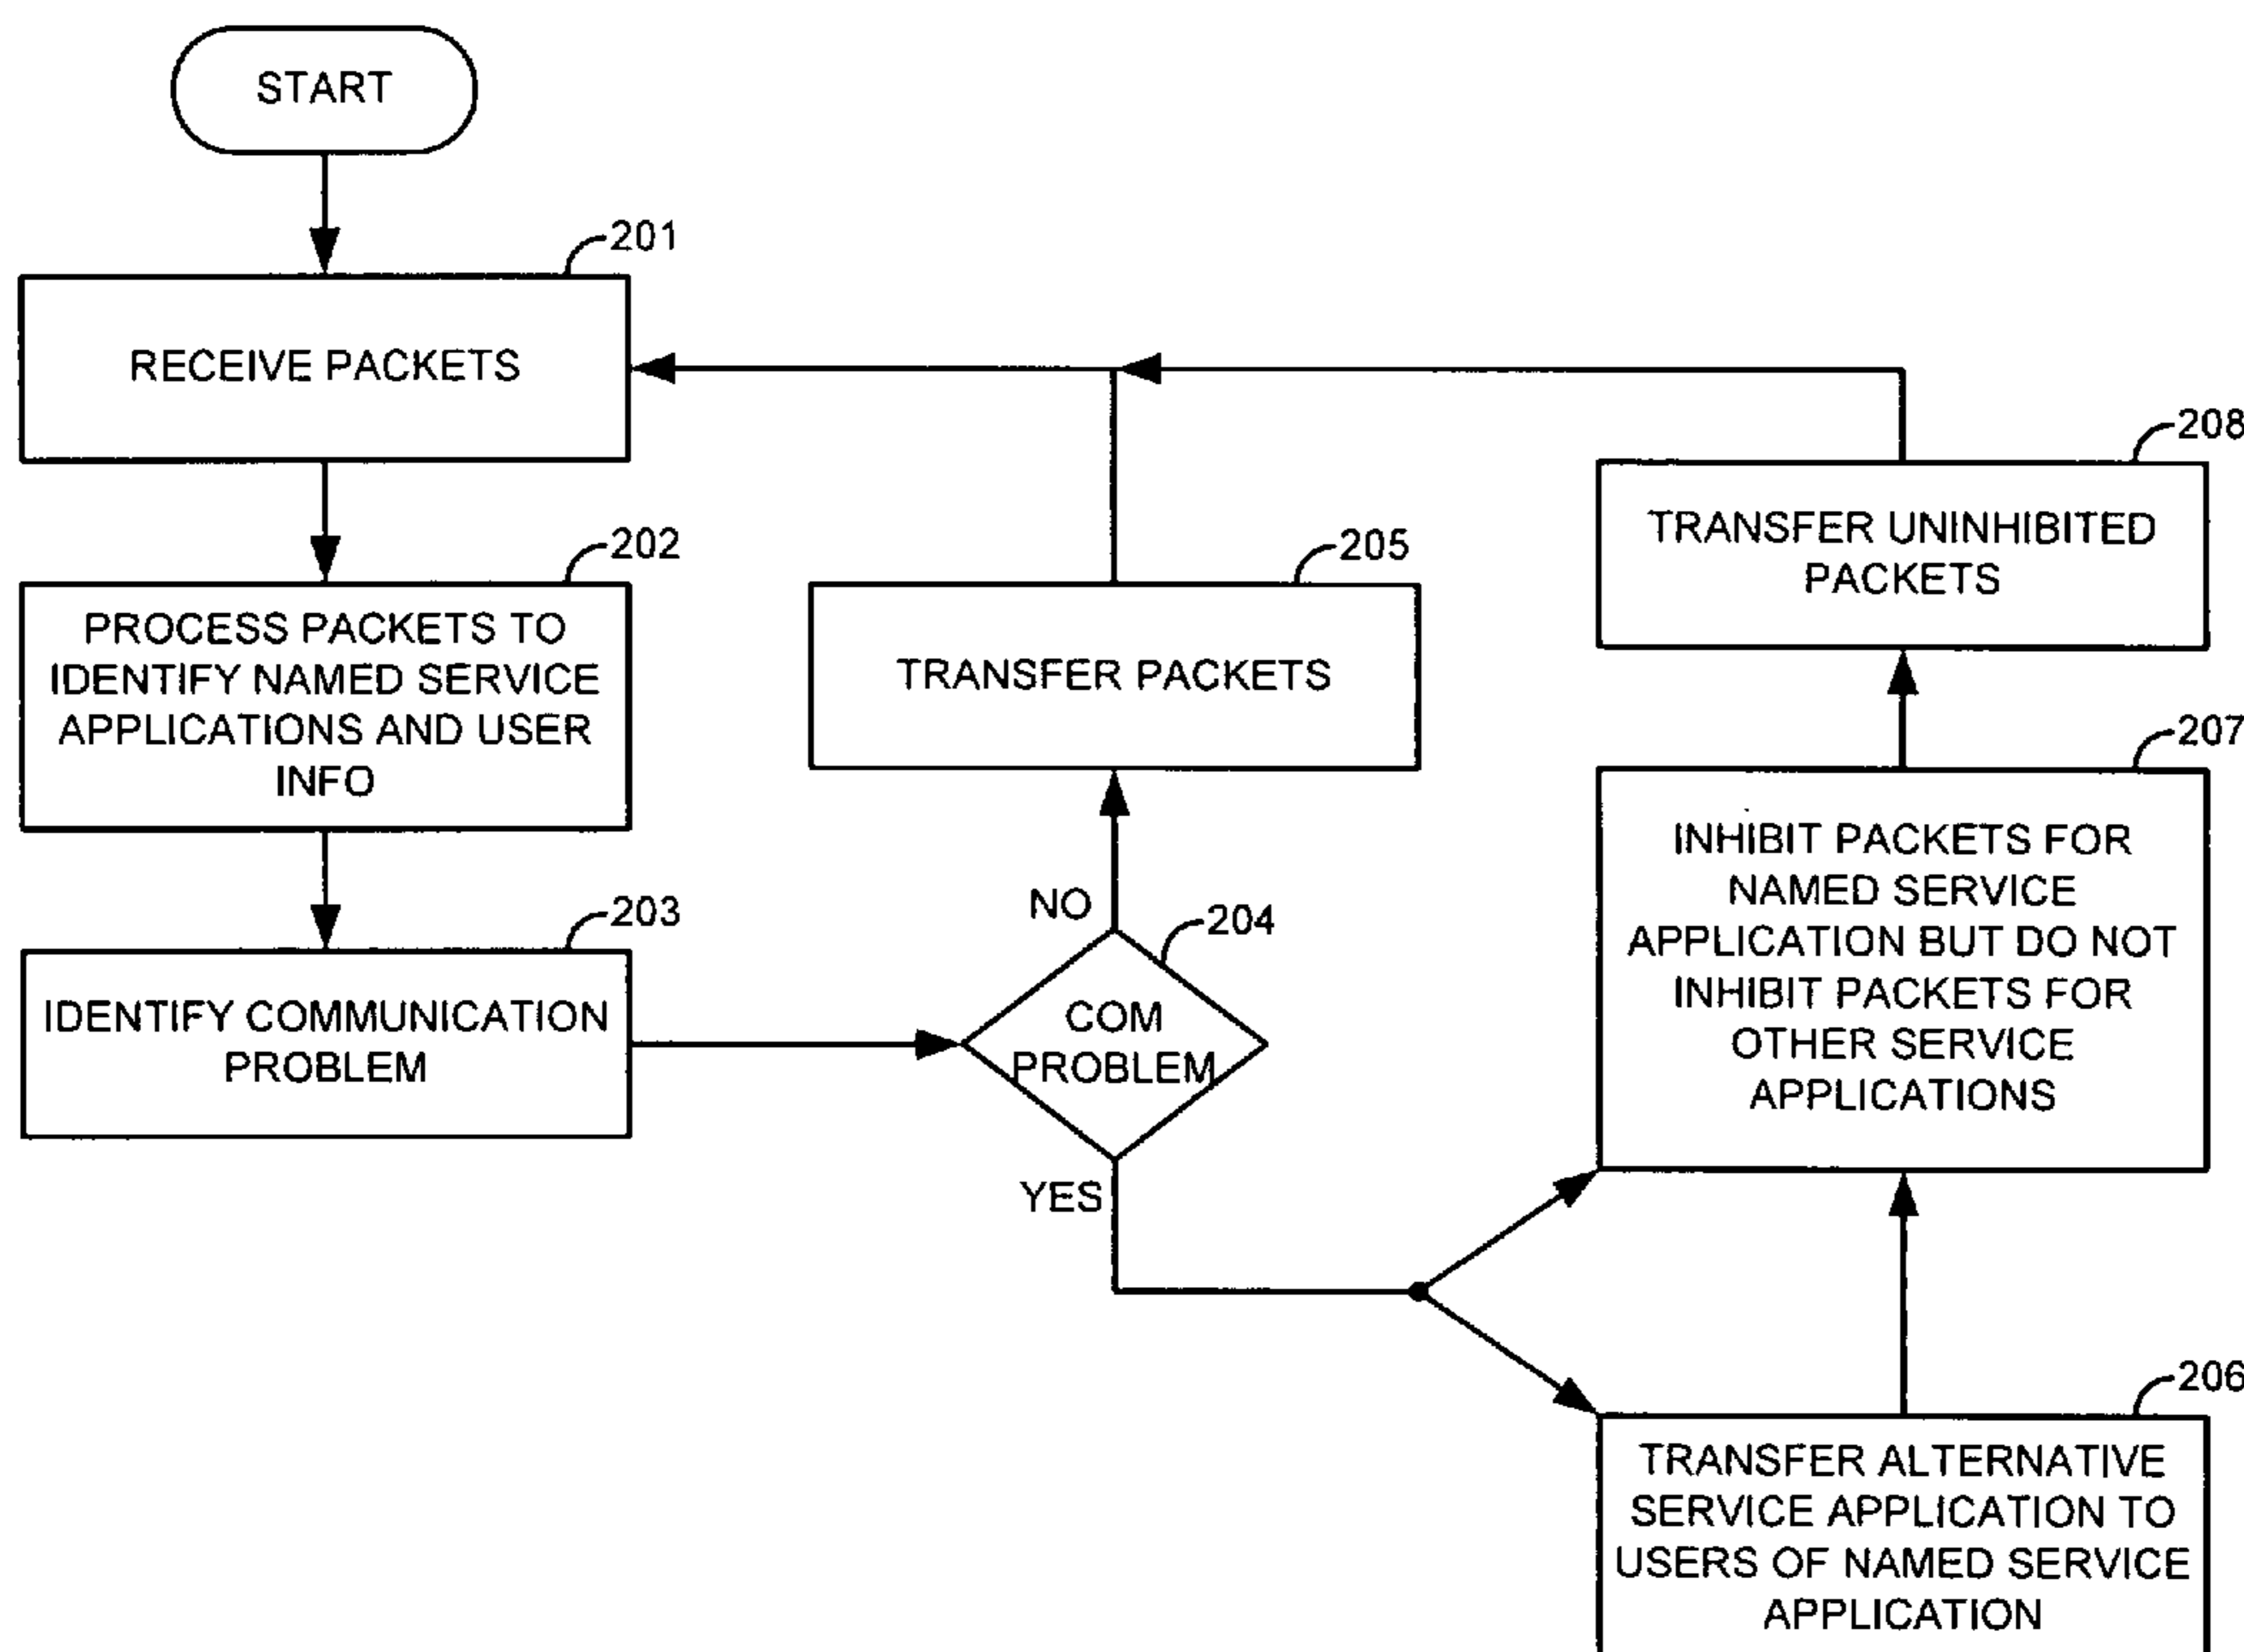 START
201
RECEIVE PACKETS
202
PROCESS PACKETS TO
IDENTIFY NAMED SERVICE
APPLICATIONS AND USER
INFO
203
IDENTIFY COMMUNICATION
PROBLEM
204
COM
PROBLEM
NO
YES
205
TRANSFER PACKETS
208
TRANSFER UNINHIBITED
PACKETS
207
INHIBIT PACKETS FOR
NAMED SERVICE
APPLICATION BUT DO NOT
INHIBIT PACKETS FOR
OTHER SERVICE
APPLICATIONS
206
TRANSFER ALTERNATIVE
SERVICE APPLICATION TO
USERS OF NAMED SERVICE
APPLICATION